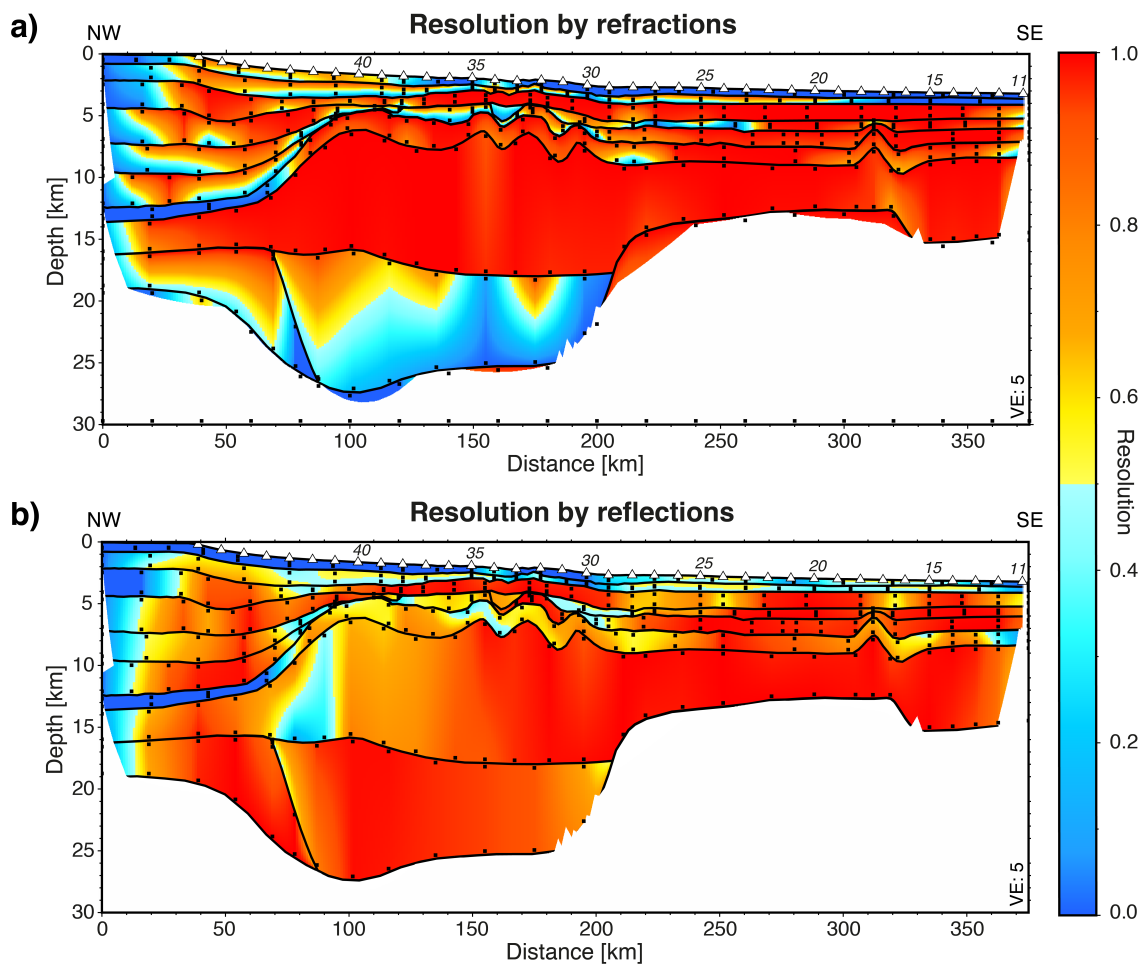 a)
NW
Resolution by refractions
SE
40 35 30 25 20 15 11
0
5
10
15
20
25
30
Depth [km]
VE: 5
0 50 100 150 200 250 300 350
Distance [km]
b)
NW
Resolution by reflections
SE
40 35 30 25 20 15 11
0
5
10
15
20
25
30
Depth [km]
VE: 5
0 50 100 150 200 250 300 350
Distance [km]
1.0
0.8
0.6
0.4
0.2
0.0
Resolution